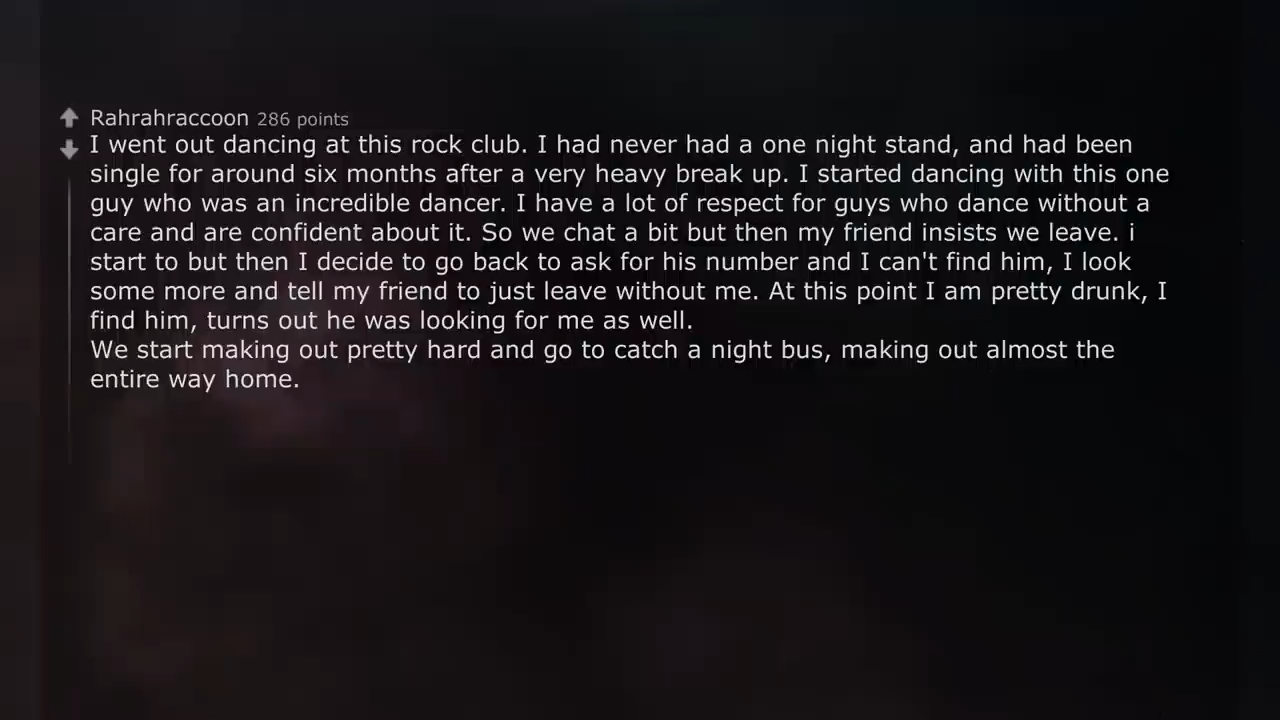 Rahrahraccoon 286 points
I went out dancing at this rock club. I had never had a one night stand, and had been
single for around six months after a very heavy break up. I started dancing with this one
guy who was an incredible dancer. I have a lot of respect for guys who dance without a
care and are confident about it. So we chat a bit but then my friend insists we leave. i
start to but then I decide to go back to ask for his number and I can't find him, I look
some more and tell my friend to just leave without me. At this point I am pretty drunk, I
find him, turns out he was looking for me as well.
We start making out pretty hard and go to catch a night bus, making out almost the
entire way home.